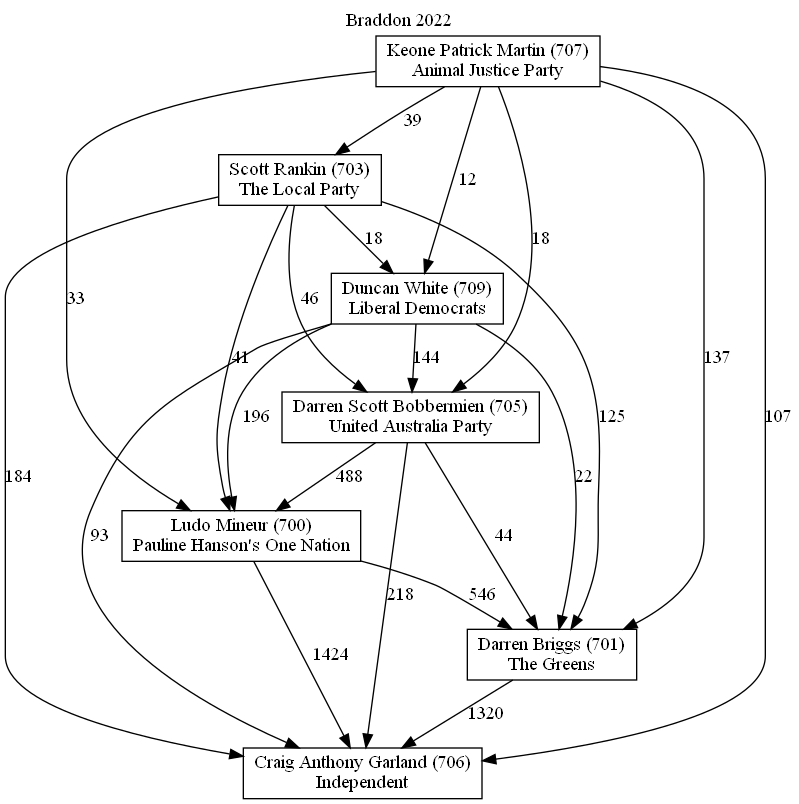 Braddon 2022
Keone Patrick Martin (707)
Animal Justice Party
39
Scott Rankin (703)
The Local Party
12
18
18
Duncan White (709)
Liberal Democrats
33
46
41
144
137
196
Darren Scott Bobbermien (705)
United Australia Party
125
107
184
488
22
93
Ludo Mineur (700)
Pauline Hanson's One Nation
44
218
546
1424
Darren Briggs (701)
The Greens
1320
Craig Anthony Garland (706)
Independent